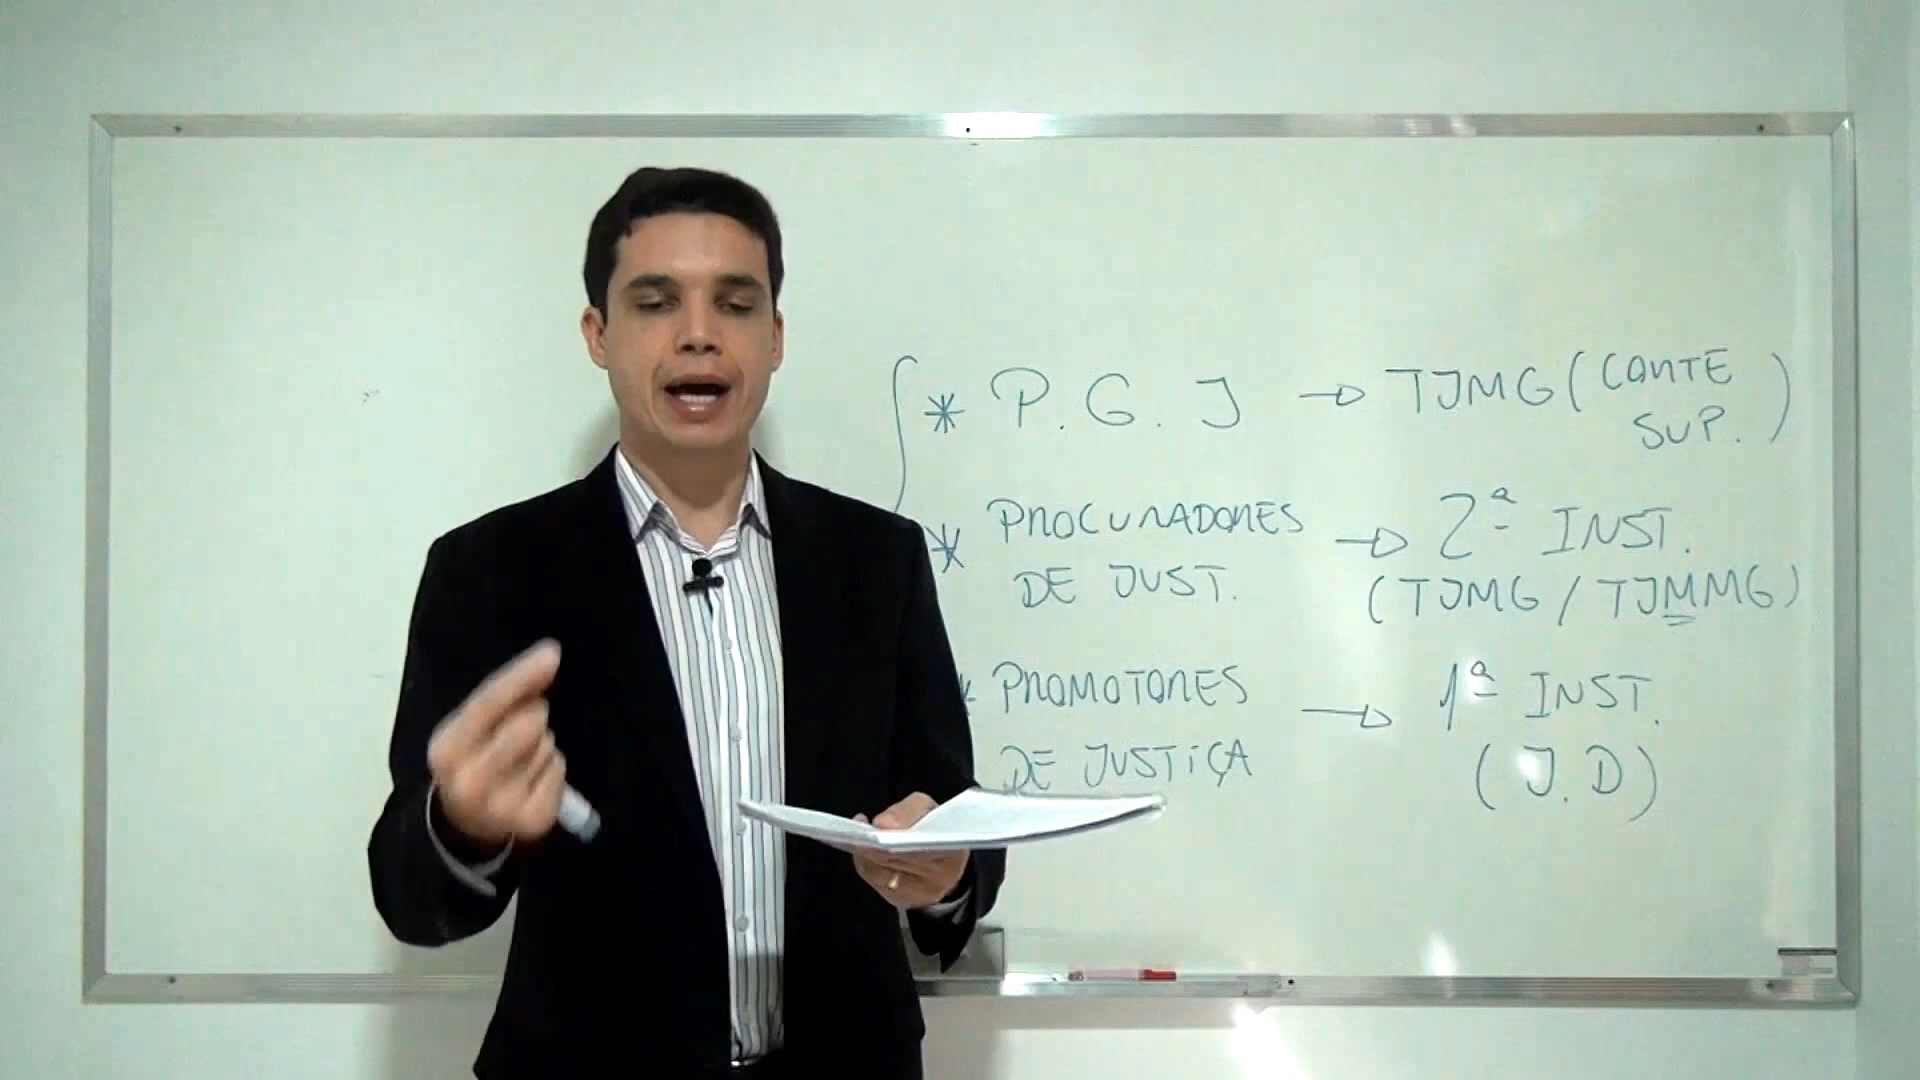 * P. G. J → TJMG (CORTE
SUP.)
* PROCURADORES → 2ª INST.
DE JUST. (TJMG / TJMMG)
* PROMOTORES → 1ª INST.
DE JUSTIÇA (J.D)